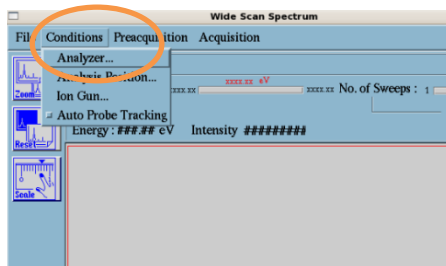 Wide Scan Spectrum
File Conditions Preacquisition Acquisition
Analyzer...
Analysis Position...
Ion Gun...
Auto Probe Tracking
Zoom
xxxx.xx eV
xxx.xx xxxx.xx No. of Sweeps : 1
Reset
Energy : ###.## eV Intensity #########
Scale